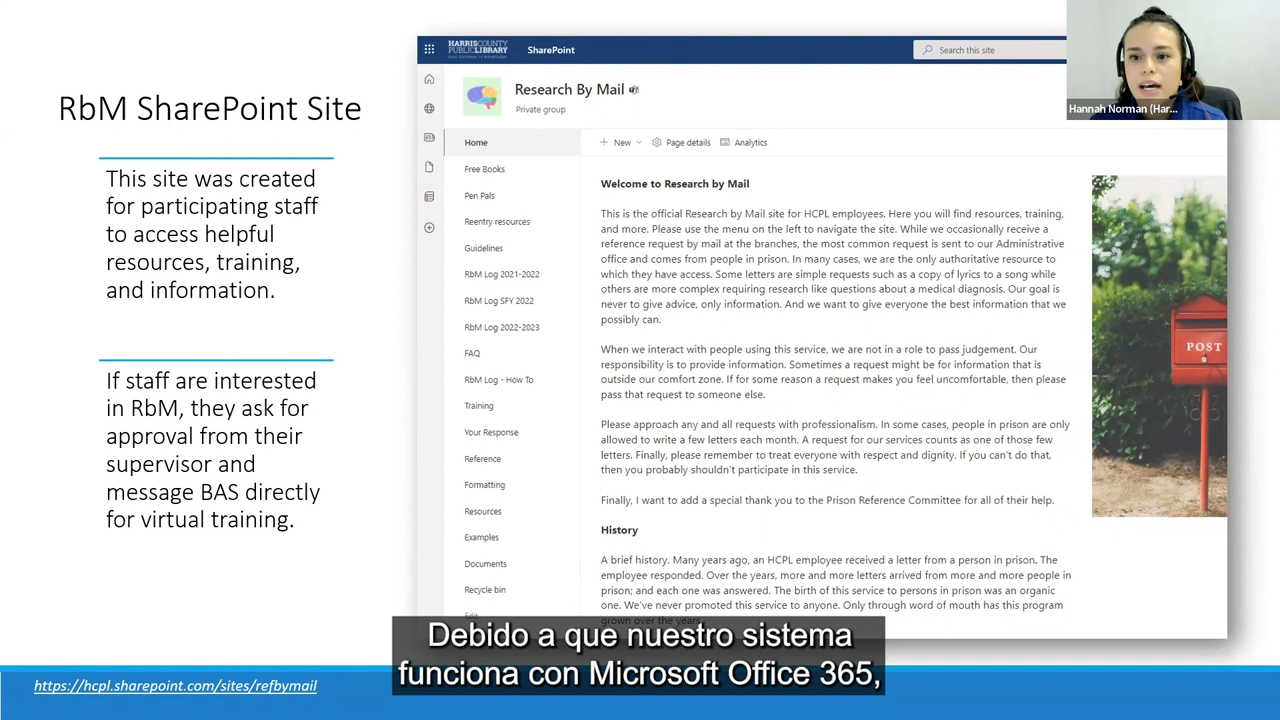 RbM SharePoint Site
This site was created
for participating staff
to access helpful
resources, training,
and information.
If staff are interested
in RbM, they ask for
approval from their
supervisor and
message BAS directly
for virtual training.
https://hcpl.sharepoint.com/sites/refbymail
HARRIS COUNTY
PUBLIC LIBRARY
your pathway to knowledge
SharePoint
Search this site
Research By Mail
Private group
Home
Free Books
Pen Pals
Reentry resources
Guidelines
RbM Log 2021-2022
RbM Log SFY 2022
RbM Log 2022-2023
FAQ
RbM Log - How To
Training
Your Response
Reference
Formatting
Resources
Examples
Documents
Recycle bin
Edit
New
Page details
Analytics
Welcome to Research by Mail
This is the official Research by Mail site for HCPL employees. Here you will find resources, training,
and more. Please use the menu on the left to navigate the site. While we occasionally receive a
reference request by mail at the branches, the most common request is sent to our Administrative
office and comes from people in prison. In many cases, we are the only authoritative resource to
which they have access. Some letters are simple requests such as a copy of lyrics to a song while
others are more complex requiring research like questions about a medical diagnosis. Our goal is
never to give advice, only information. And we want to give everyone the best information that we
possibly can.
When we interact with people using this service, we are not in a role to pass judgement. Our
responsibility is to provide information. Sometimes a request might be for information that is
outside our comfort zone. If for some reason a request makes you feel uncomfortable, then please
pass that request to someone else.
Please approach any and all requests with professionalism. In some cases, people in prison are only
allowed to write a few letters each month. A request for our services counts as one of those few
letters. Finally, please remember to treat everyone with respect and dignity. If you can't do that,
then you probably shouldn't participate in this service.
Finally, I want to add a special thank you to the Prison Reference Committee for all of their help.
History
A brief history. Many years ago, an HCPL employee received a letter from a person in prison. The
employee responded. Over the years, more and more letters arrived from more and more people in
prison; and each one was answered. The birth of this service to persons in prison was an organic
one. We've never promoted this service to anyone. Only through word of mouth has this program
grown over the years.
POST
Hannah Norman (Har...
Debido a que nuestro sistema
funciona con Microsoft Office 365,